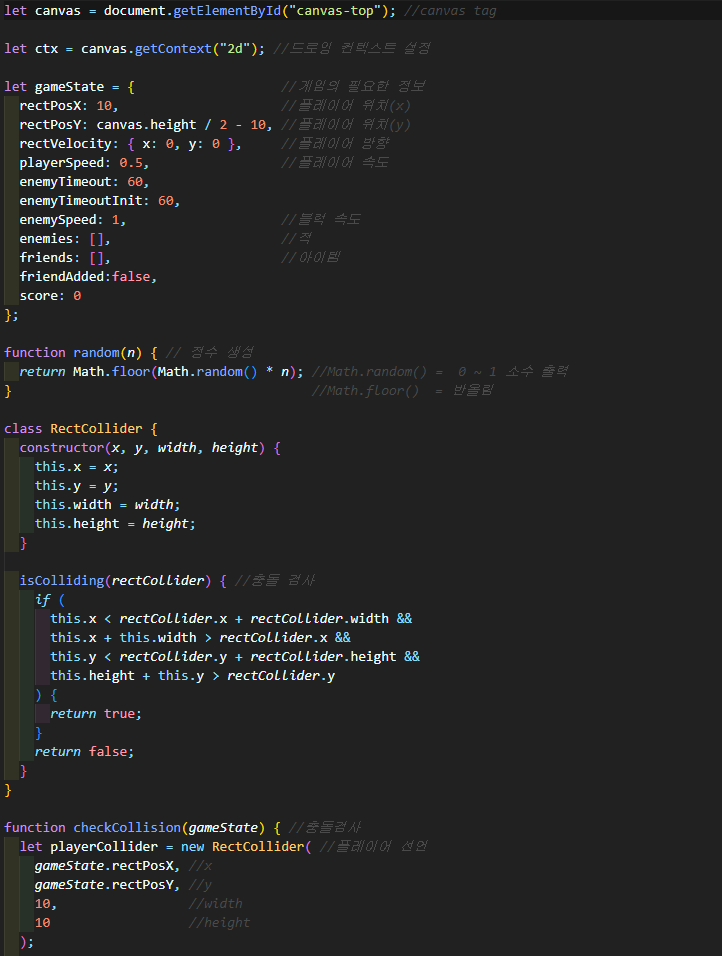 let canvas = document.getElementById("canvas-top"); //canvas tag
let ctx = canvas.getContext("2d"); //드로잉 컨텍스트 설정
let gameState = { //게임의 필요한 정보
rectPosX: 10, //플레이어 위치(x)
rectPosY: canvas.height / 2 - 10, //플레이어 위치(y)
rectVelocity: { x: 0, y: 0 }, //플레이어 방향
playerSpeed: 0.5, //플레이어 속도
enemyTimeout: 60,
enemyTimeoutInit: 60,
enemySpeed: 1, //블럭 속도
enemies: [], //적
friends: [], //아이템
friendAdded:false,
score: 0
};
function random(n) { // 정수 생성
return Math.floor(Math.random() * n); //Math.random() = 0 ~ 1 소수 출력
} //Math.floor() = 반올림
class RectCollider {
constructor(x, y, width, height) {
this.x = x;
this.y = y;
this.width = width;
this.height = height;
}
isColliding(rectCollider) { //충돌 검사
if (
this.x < rectCollider.x + rectCollider.width &&
this.x + this.width > rectCollider.x &&
this.y < rectCollider.y + rectCollider.height &&
this.height + this.y > rectCollider.y
) {
return true;
}
return false;
}
}
function checkCollision(gameState) { //충돌검사
let playerCollider = new RectCollider( //플레이어 선언
gameState.rectPosX, //x
gameState.rectPosY, //y
10, //width
10 //height
);